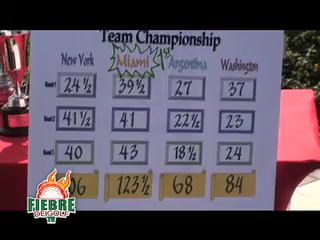 Team Championship
New York Miami 1st Argentina Washington
Round 1 24½ 39½ 27 37
Round 2 41½ 41 22½ 23
Round 3 40 43 18½ 24
06 123½ 68 84
FIEBRE
DE GOLF
TV